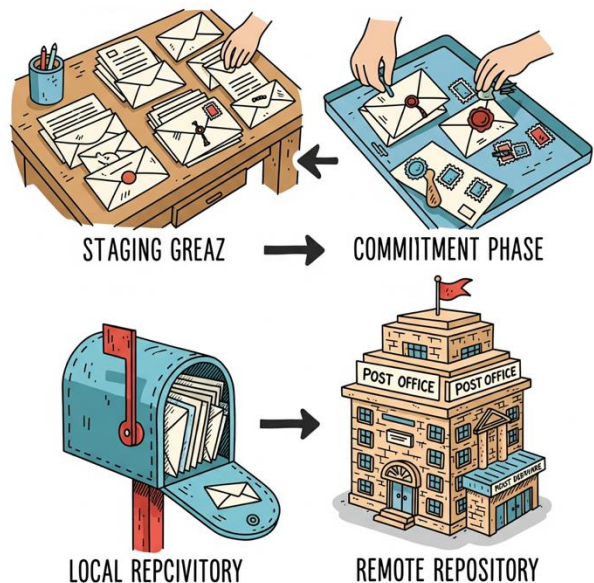 STAGING GREAZ
COMMIITMENT PHASE
POST OFFICE
POST OFFICE
LOCAL REPCIVITORY
REMOTE REPOSITORY